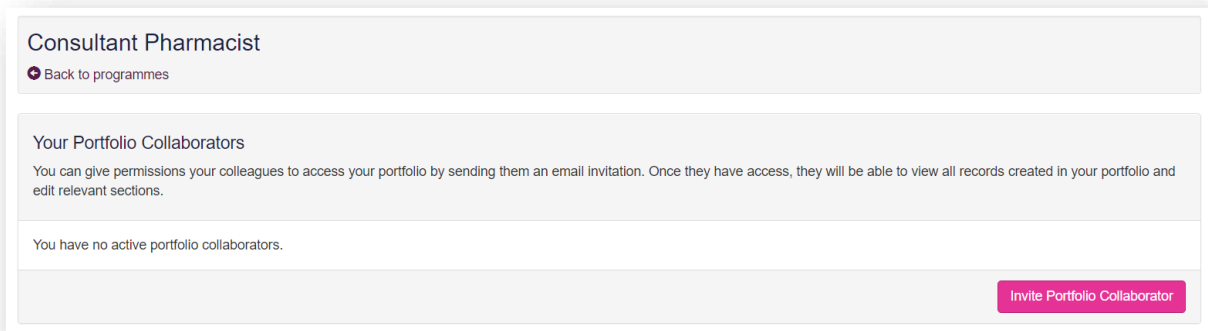 Consultant Pharmacist
Back to programmes
Your Portfolio Collaborators
You can give permissions your colleagues to access your portfolio by sending them an email invitation. Once they have access, they will be able to view all records created in your portfolio and
edit relevant sections.
You have no active portfolio collaborators.
Invite Portfolio Collaborator